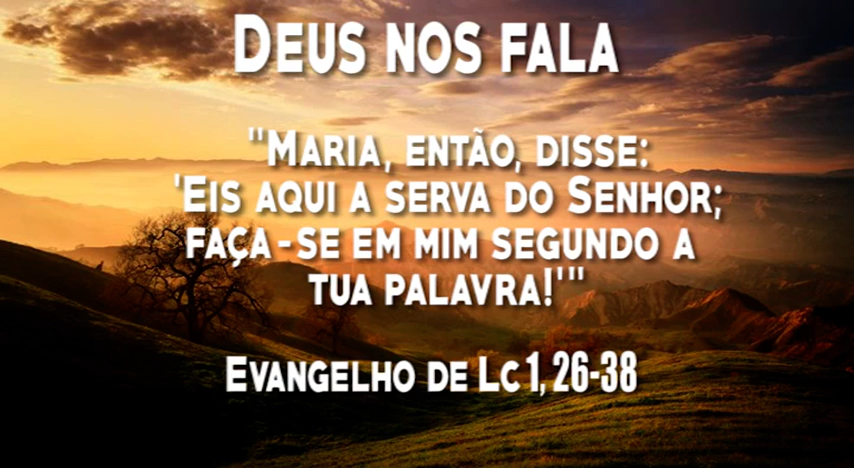 Deus nos fala
"Maria, então, disse:
'Eis aqui a serva do Senhor;
faça-se em mim segundo a
tua palavra!'"
Evangelho de Lc 1, 26-38